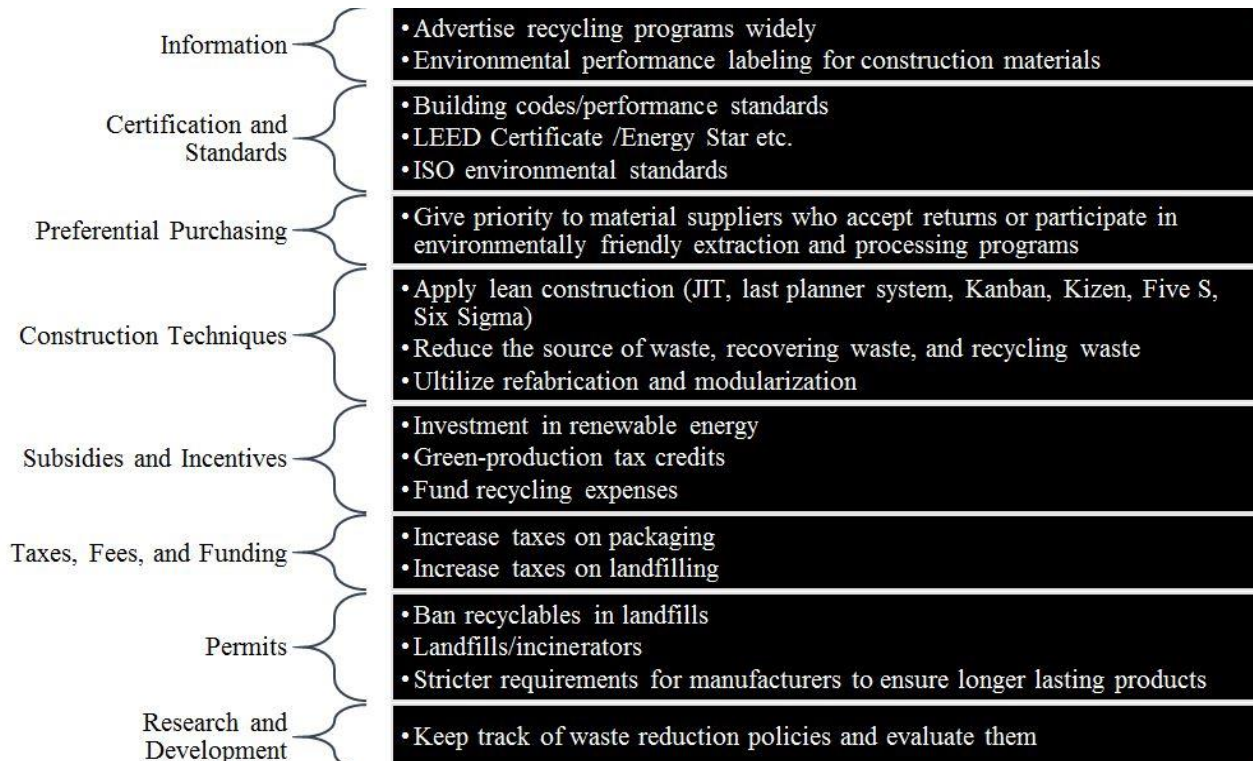 Information
• Advertise recycling programs widely
• Environmental performance labeling for construction materials
Certification and
Standards
• Building codes/performance standards
• LEED Certificate /Energy Star etc.
• ISO environmental standards
Preferential Purchasing
• Give priority to material suppliers who accept returns or participate in
environmentally friendly extraction and processing programs
Construction Techniques
• Apply lean construction (JIT, last planner system, Kanban, Kizen, Five S,
Six Sigma)
• Reduce the source of waste, recovering waste, and recycling waste
• Ultilize refabrication and modularization
Subsidies and Incentives
• Investment in renewable energy
• Green-production tax credits
• Fund recycling expenses
Taxes, Fees, and Funding
• Increase taxes on packaging
• Increase taxes on landfilling
Permits
• Ban recyclables in landfills
• Landfills/incinerators
• Stricter requirements for manufacturers to ensure longer lasting products
Research and
Development
• Keep track of waste reduction policies and evaluate them